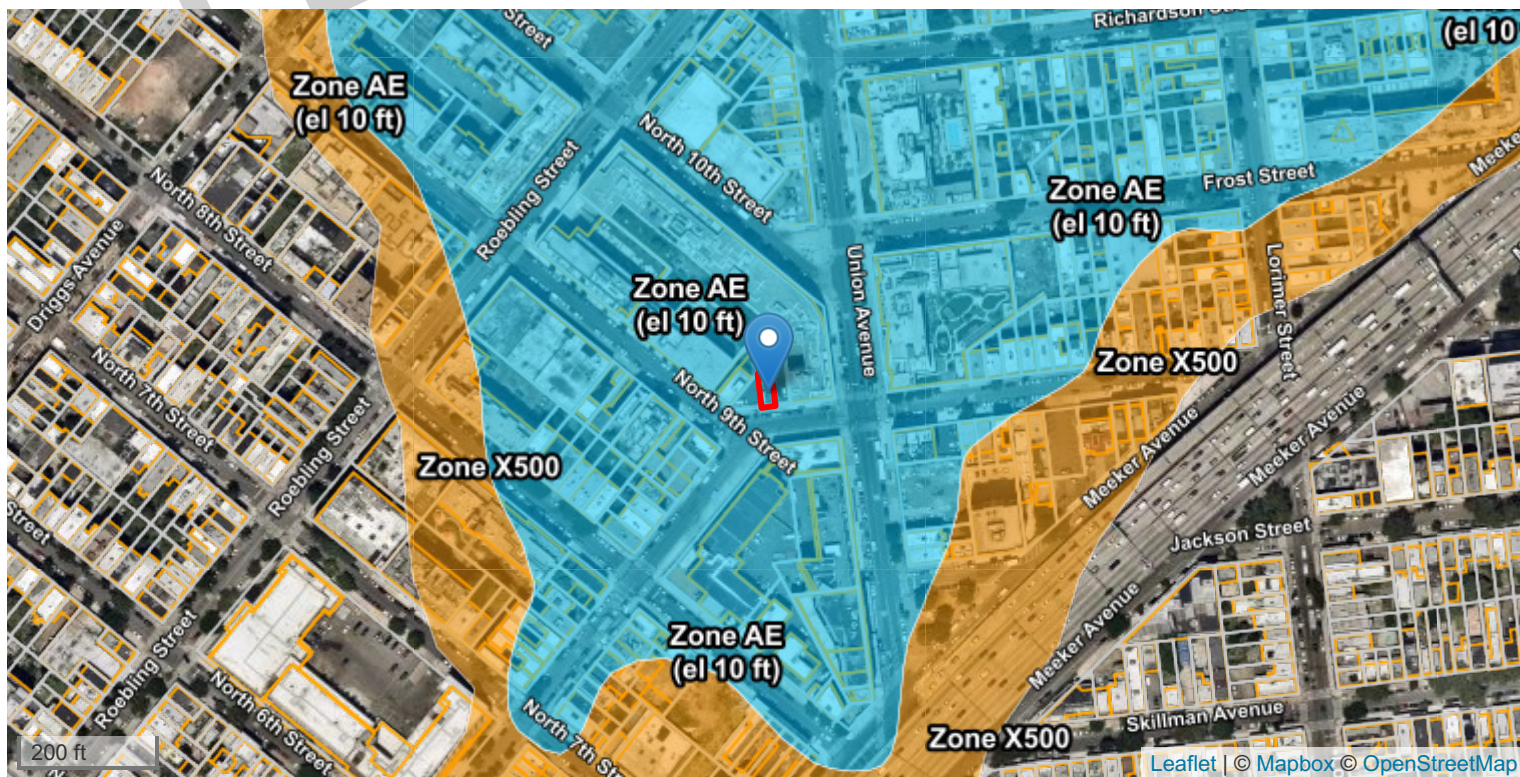 Street
Richardson
(el 10
Zone AE
(el 10 ft)
North 10th Street
Roebling Street
North 8th Street
Frost Street
Meeker
Zone AE
(el 10 ft)
Driggs Avenue
Union Avenue
Lorimer Street
Zone AE
(el 10 ft)
North 7th Street
Zone X500
North 9th Street
Roebling Street
Meeker Avenue
Meeker Avenue
Zone X500
Street
Jackson Street
Roebling Street
Zone AE
(el 10 ft)
Meeker Avenue
North 6th Street
North 7th
Skillman Avenue
Zone X500
200 ft
Leaflet | © Mapbox © OpenStreetMap